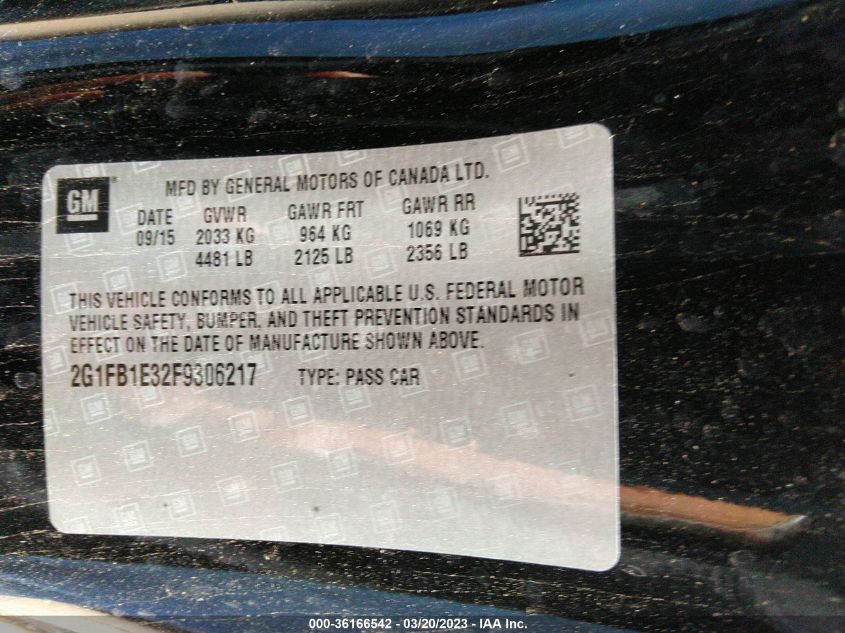 GM
MFD BY GENERAL MOTORS OF CANADA LTD.
DATE GVWR GAWR FRT GAWR RR
09/15 2033 KG 964 KG 1069 KG
4481 LB 2125 LB 2356 LB
THIS VEHICLE CONFORMS TO ALL APPLICABLE U.S. FEDERAL MOTOR
VEHICLE SAFETY, BUMPER, AND THEFT PREVENTION STANDARDS IN
EFFECT ON THE DATE OF MANUFACTURE SHOWN ABOVE.
2G1FB1E32F9306217 TYPE: PASS CAR
000-36166542 - 03/20/2023 - IAA Inc.